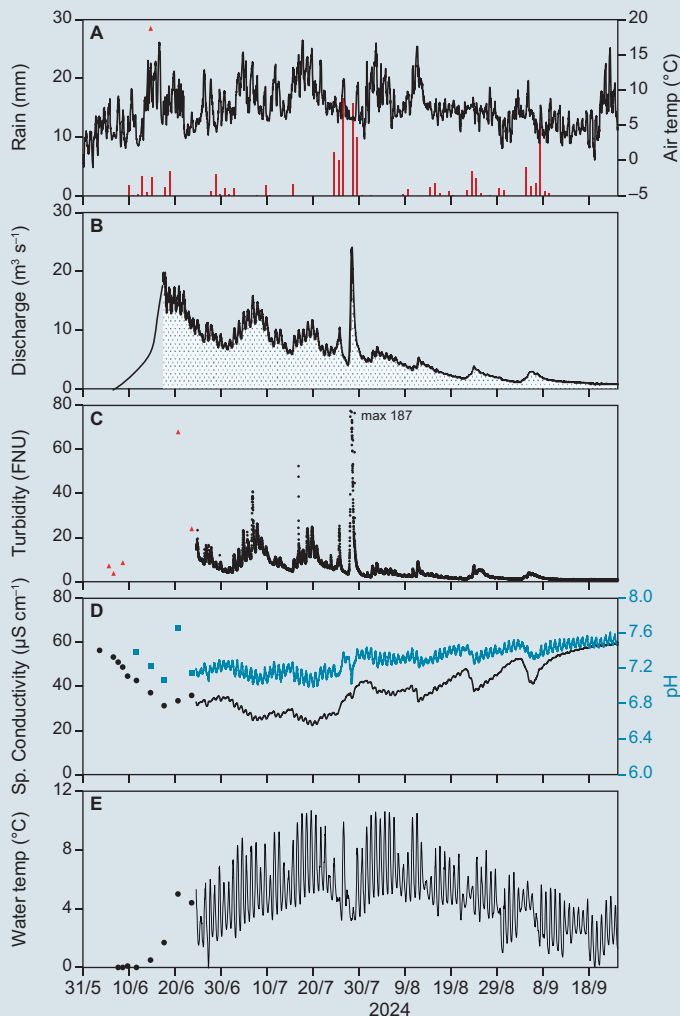 A
Rain (mm)
30
20
10
0
Air temp (°C)
20
15
10
5
0
–5
B
Discharge (m³ s⁻¹)
30
20
10
0
C
Turbidity (FNU)
80
60
40
20
0
max 187
D
Sp. Conductivity (µS cm⁻¹)
80
60
40
20
0
pH
8.0
7.6
7.2
6.8
6.4
6.0
E
Water temp (°C)
12
8
4
0
31/5 10/6 20/6 30/6 10/7 20/7 30/7 9/8 19/8 29/8 8/9 18/9
2024